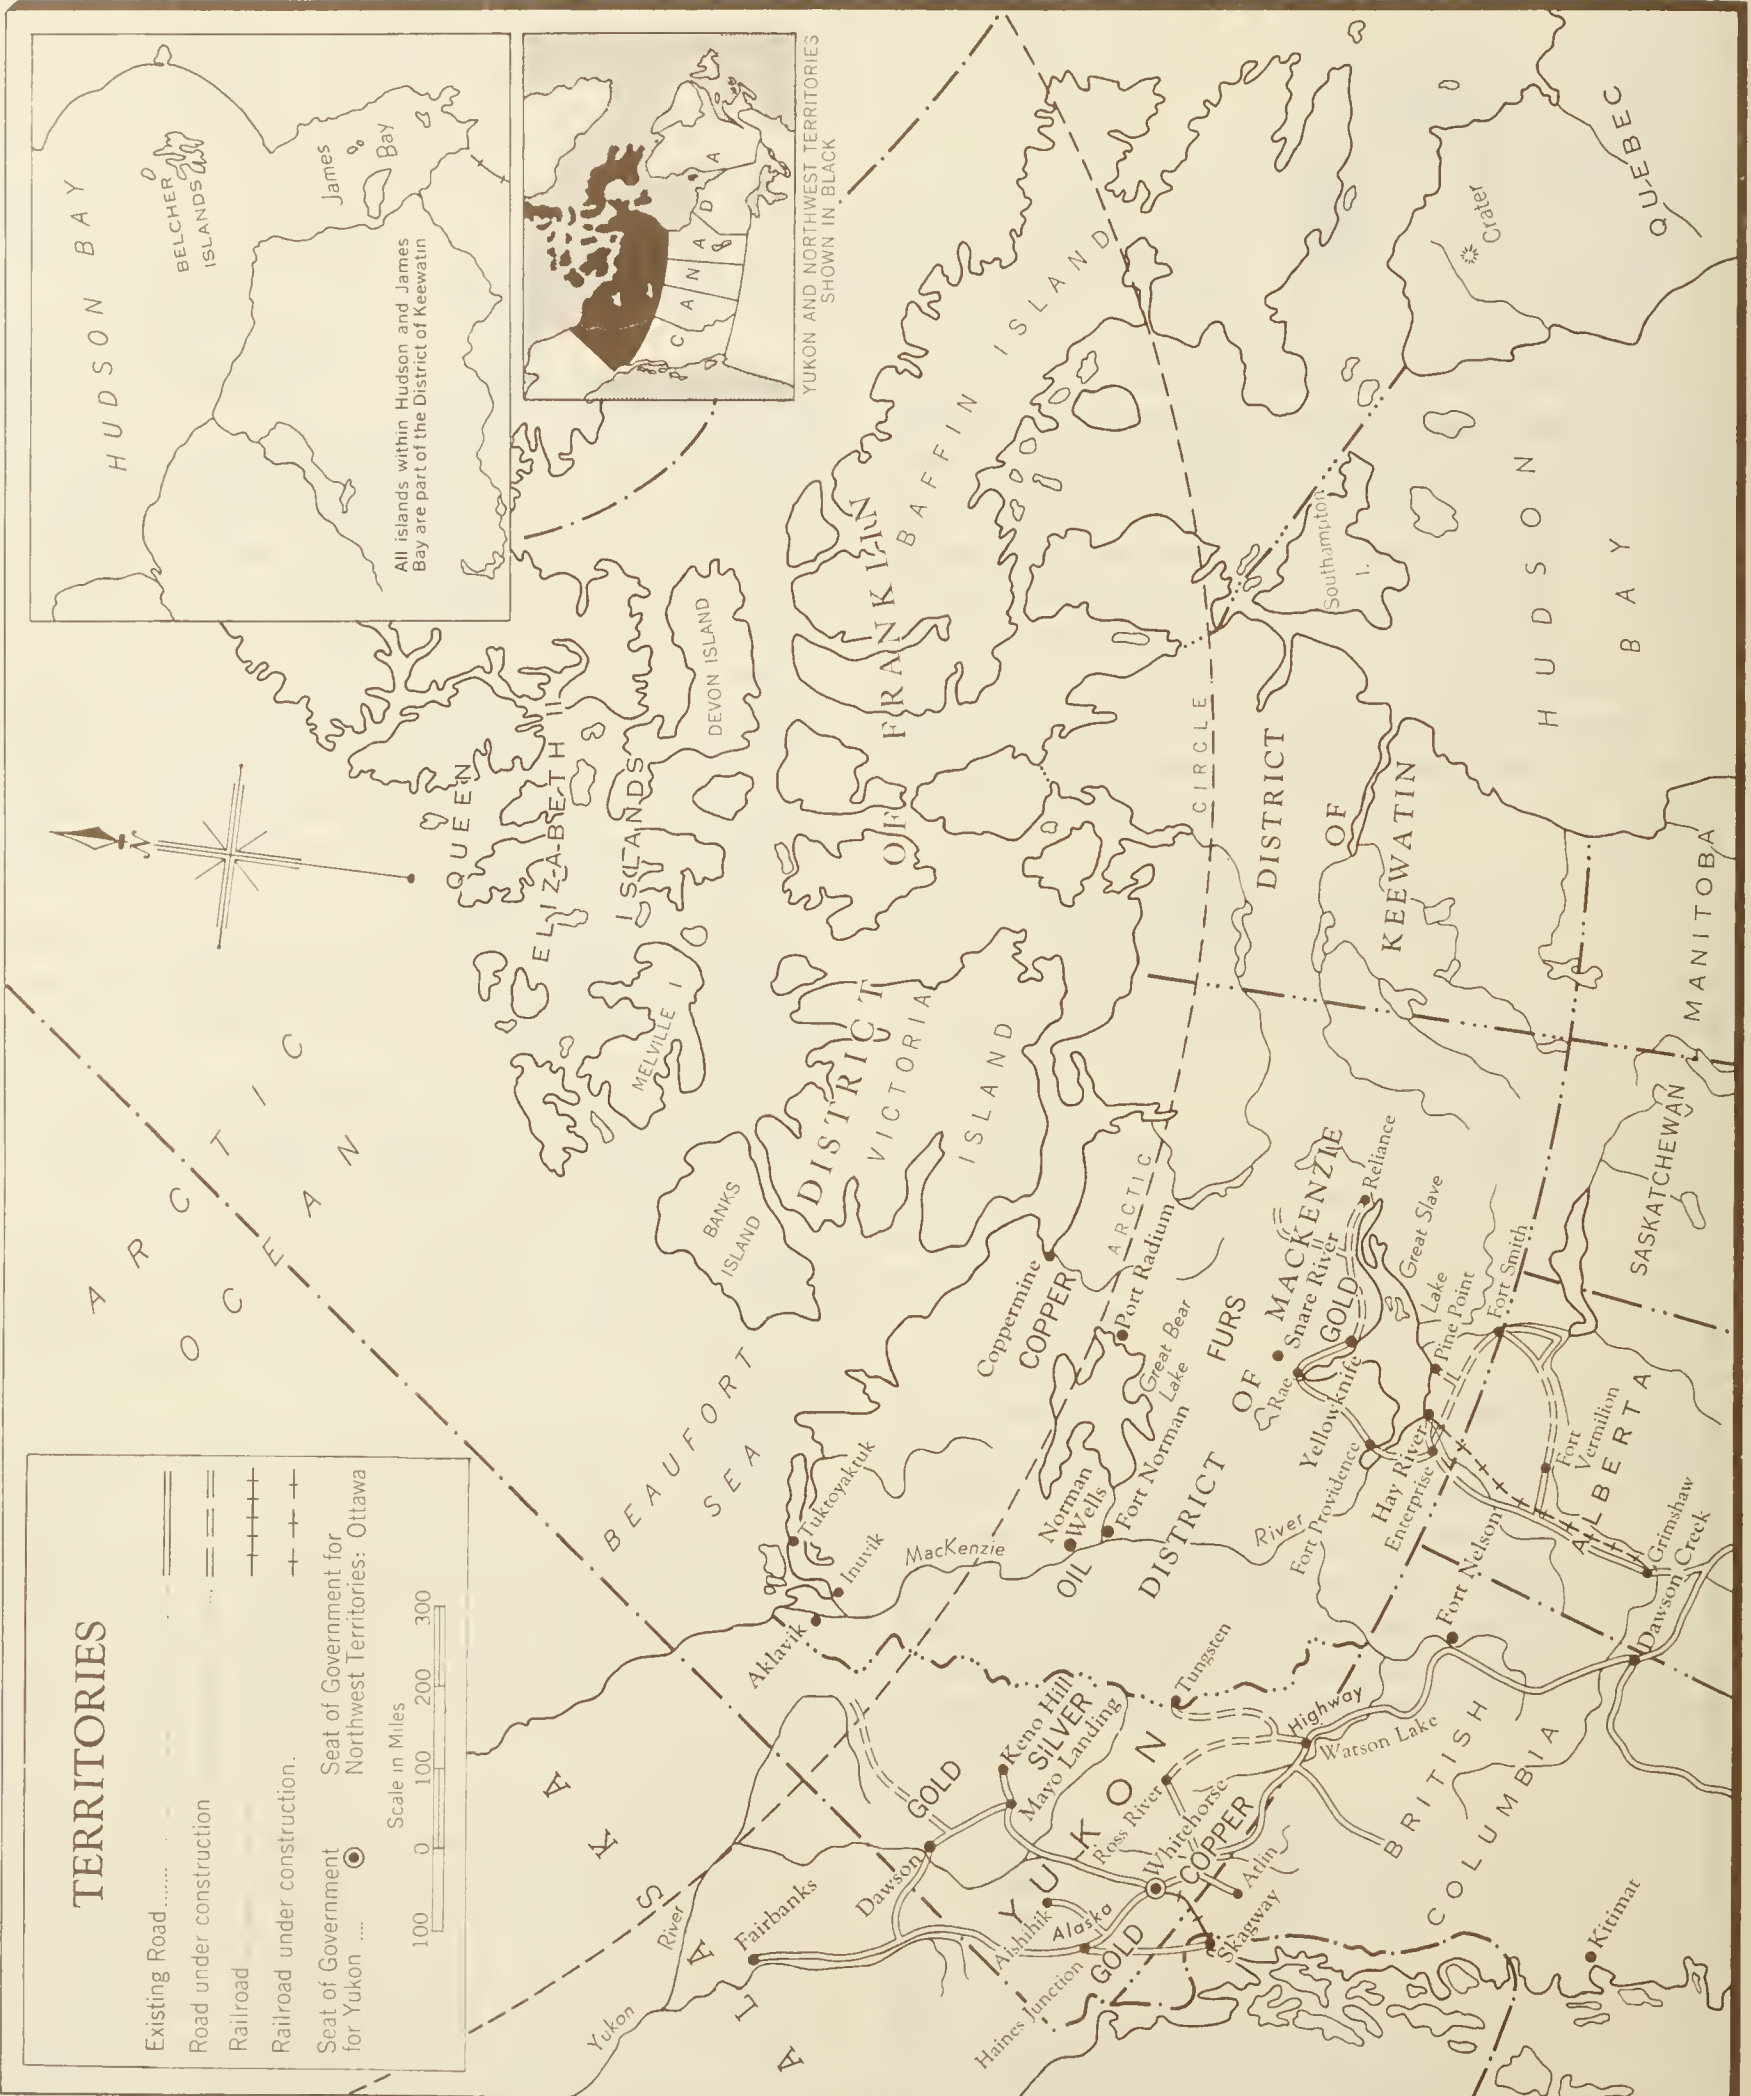 TERRITORIES
Existing Road........
Road under construction ...
Railroad
Railroad under construction.
Seat of Government
for Yukon ....
Seat of Government for
Northwest Territories: Ottawa
Scale in Miles
100 0 100 200 300
HUDSON BAY
BELCHER
ISLANDS
James
Bay
All islands within Hudson and James
Bay are part of the District of Keewatin
CANADA
YUKON AND NORTHWEST TERRITORIES
SHOWN IN BLACK
N
ARCTIC
OCEAN
BEAUFORT
SEA
QUEEN
ELIZABETH II
ISLANDS
MELVILLE I
DEVON ISLAND
BANKS
ISLAND
VICTORIA
ISLAND
DISTRICT OF FRANKLIN
BAFFIN ISLAND
ARCTIC CIRCLE
Southampton
I.
HUDSON
BAY
Crater
QUEBEC
DISTRICT
OF
KEEWATIN
MANITOBA
SASKATCHEWAN
ALBERTA
BRITISH
COLUMBIA
DISTRICT OF MACKENZIE
Coppermine
COPPER
Port Radium
Great Bear
Lake
FURS
Snare River
Rae
GOLD
Yellowknife
Reliance
Great Slave
Lake
Pine Point
Fort Smith
Fort Providence
Hay River
Enterprise
Fort
Vermilion
Grimshaw
Dawson Creek
Fort Nelson
Tuktoyaktuk
Inuvik
Aklavik
MacKenzie
River
Norman
Wells
OIL
Fort Norman
Tungsten
YUKON
Keno Hill
SILVER
Mayo Landing
GOLD
Dawson
Ross River
Whitehorse
COPPER
Watson Lake
Alaska
Highway
Atlin
Skagway
Aishihik
Haines Junction
GOLD
Kitimat
ALASKA
Fairbanks
Yukon
River